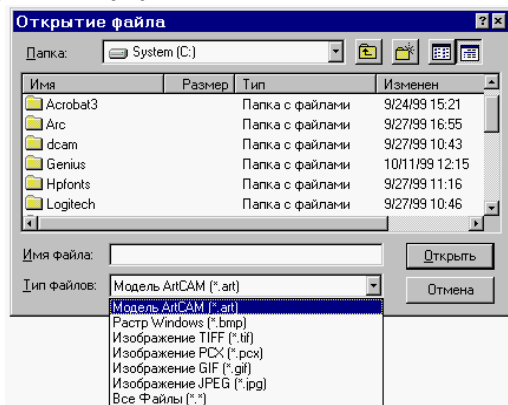 Открытие файла
Папка: System (C:)
Имя Размер Тип Изменен
Acrobat3 Папка с файлами 9/24/99 15:21
Arc Папка с файлами 9/27/99 16:55
dcam Папка с файлами 9/27/99 10:43
Genius Папка с файлами 10/11/99 12:15
Hpfonts Папка с файлами 9/27/99 11:16
Logitech Папка с файлами 9/27/99 10:46
Имя файла: Открыть
Тип файлов: Модель ArtCAM (*.art) Отмена
Модель ArtCAM (*.art)
Растр Windows (*.bmp)
Изображение TIFF (*.tif)
Изображение PCX (*.pcx)
Изображение GIF (*.gif)
Изображение JPEG (*.jpg)
Все Файлы (*.*)